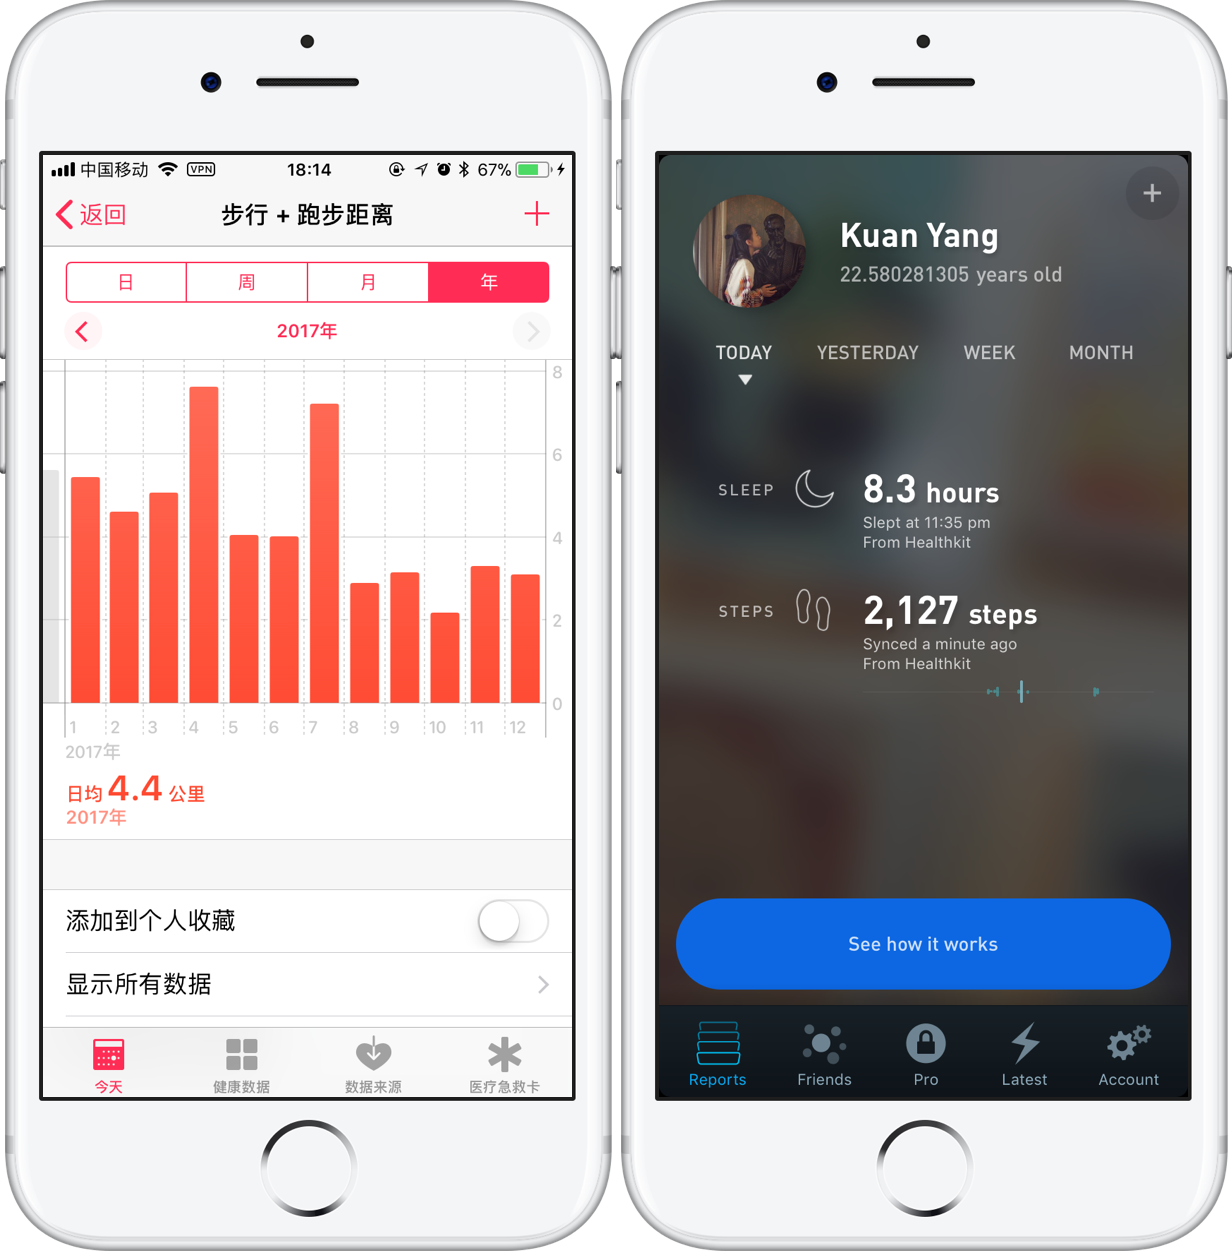 中国移动 VPN 18:14 67%
返回 步行 + 跑步距离
日 周 月 年
2017年
8
6
4
2
0
1 2 3 4 5 6 7 8 9 10 11 12
2017年
日均 4.4 公里
2017年
添加到个人收藏
显示所有数据
今天 健康数据 数据来源 医疗急救卡
Kuan Yang
22.580281305 years old
TODAY YESTERDAY WEEK MONTH
SLEEP 8.3 hours
Slept at 11:35 pm
From Healthkit
STEPS 2,127 steps
Synced a minute ago
From Healthkit
See how it works
Reports Friends Pro Latest Account